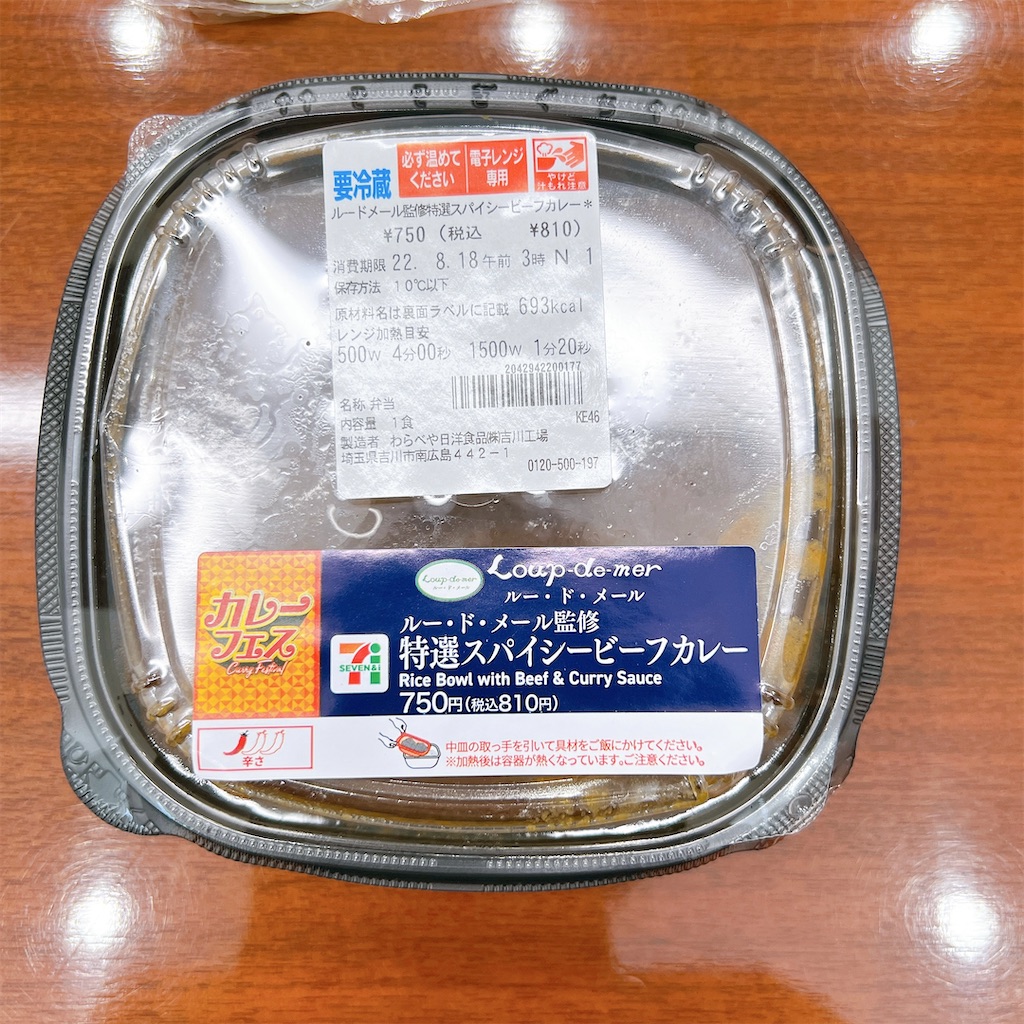 要冷蔵
必ず温めて
ください
電子レンジ
専用
やけど
汁もれ注意
ルードメール監修特選スパイシービーフカレー*
¥750 (税込 ¥810)
消費期限 22. 8.18午前 3時 N 1
保存方法 10℃以下
原材料名は裏面ラベルに記載 693kcal
レンジ加熱目安
500w 4分00秒 1500w 1分20秒
2042942200177
名称 弁当
内容量 1食
KE46
製造者 わらべや日洋食品㈱吉川工場
埼玉県吉川市南広島442-1
0120-500-197
カレー
フェス
Curry Festival
Loup-de-mer
ルー・ド・メール
Loup-de-mer
ルー・ド・メール
ルー・ド・メール監修
特選スパイシービーフカレー
SEVEN&i
Rice Bowl with Beef & Curry Sauce
750円(税込810円)
辛さ
中皿の取っ手を引いて具材をご飯にかけてください。
※加熱後は容器が熱くなっています。ご注意ください。